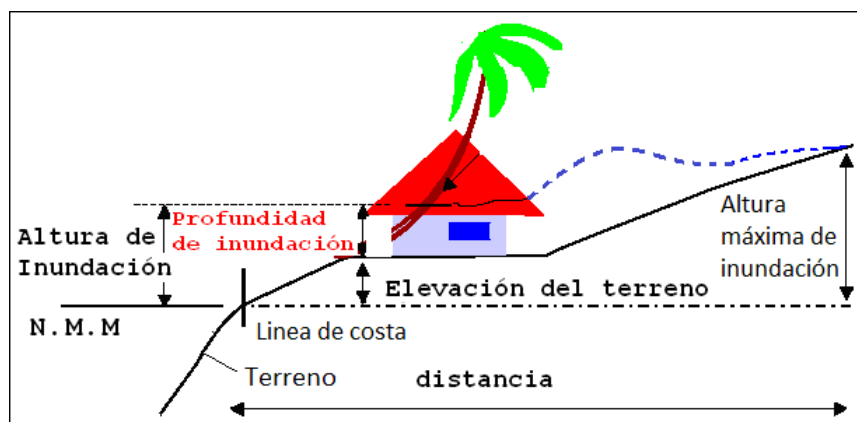 Profundidad
de inundación
Altura de
Inundación
Altura
máxima de
inundación
Elevación del terreno
N.M.M
Linea de costa
Terreno
distancia